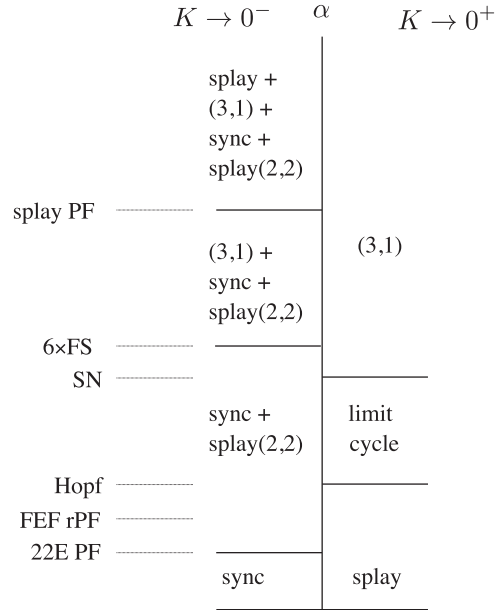 K → 0⁻ α K → 0⁺
splay +
(3,1) +
sync +
splay(2,2)
splay PF
(3,1) +
sync +
splay(2,2)
(3,1)
6×FS
SN
sync +
splay(2,2)
limit
cycle
Hopf
FEF rPF
22E PF
sync
splay